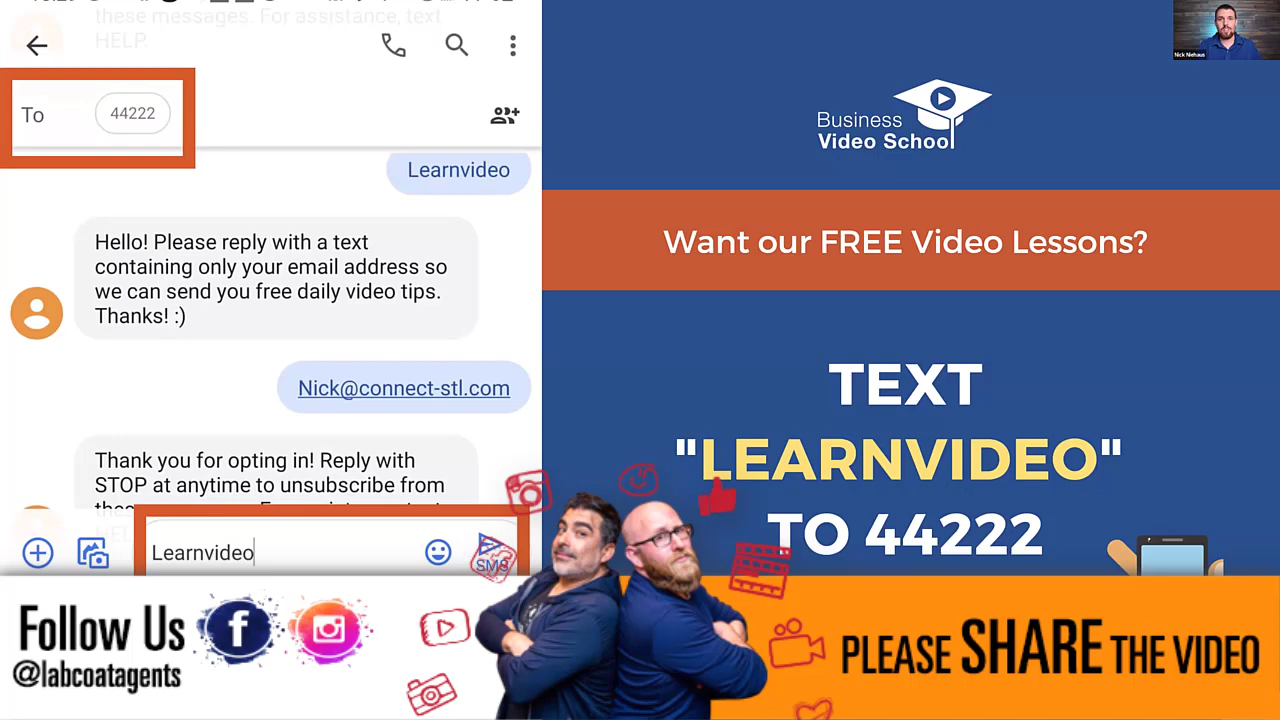 these messages. For assistance, text
HELP.
To
44222
Learnvideo
Hello! Please reply with a text
containing only your email address so
we can send you free daily video tips.
Thanks! :)
Nick@connect-stl.com
Thank you for opting in! Reply with
STOP at anytime to unsubscribe from
Learnvideo
SMS
Nick Niehaus
Business
Video School
Want our FREE Video Lessons?
TEXT
"LEARNVIDEO"
TO 44222
Follow Us
@labcoatagents
f
PLEASE SHARE THE VIDEO